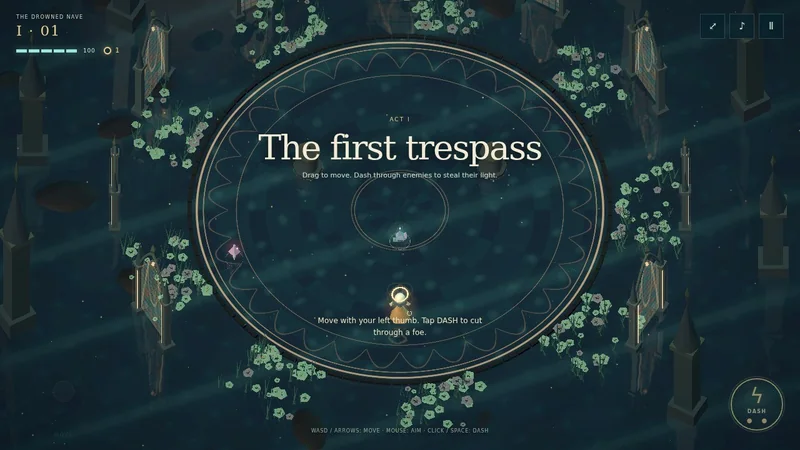 THE DROWNED NAVE
I · 01
100 1
ACT I
The first trespass
Drag to move. Dash through enemies to steal their light.
Move with your left thumb. Tap DASH to cut
through a foe.
DASH
WASD / ARROWS: MOVE · MOUSE: AIM · CLICK / SPACE: DASH